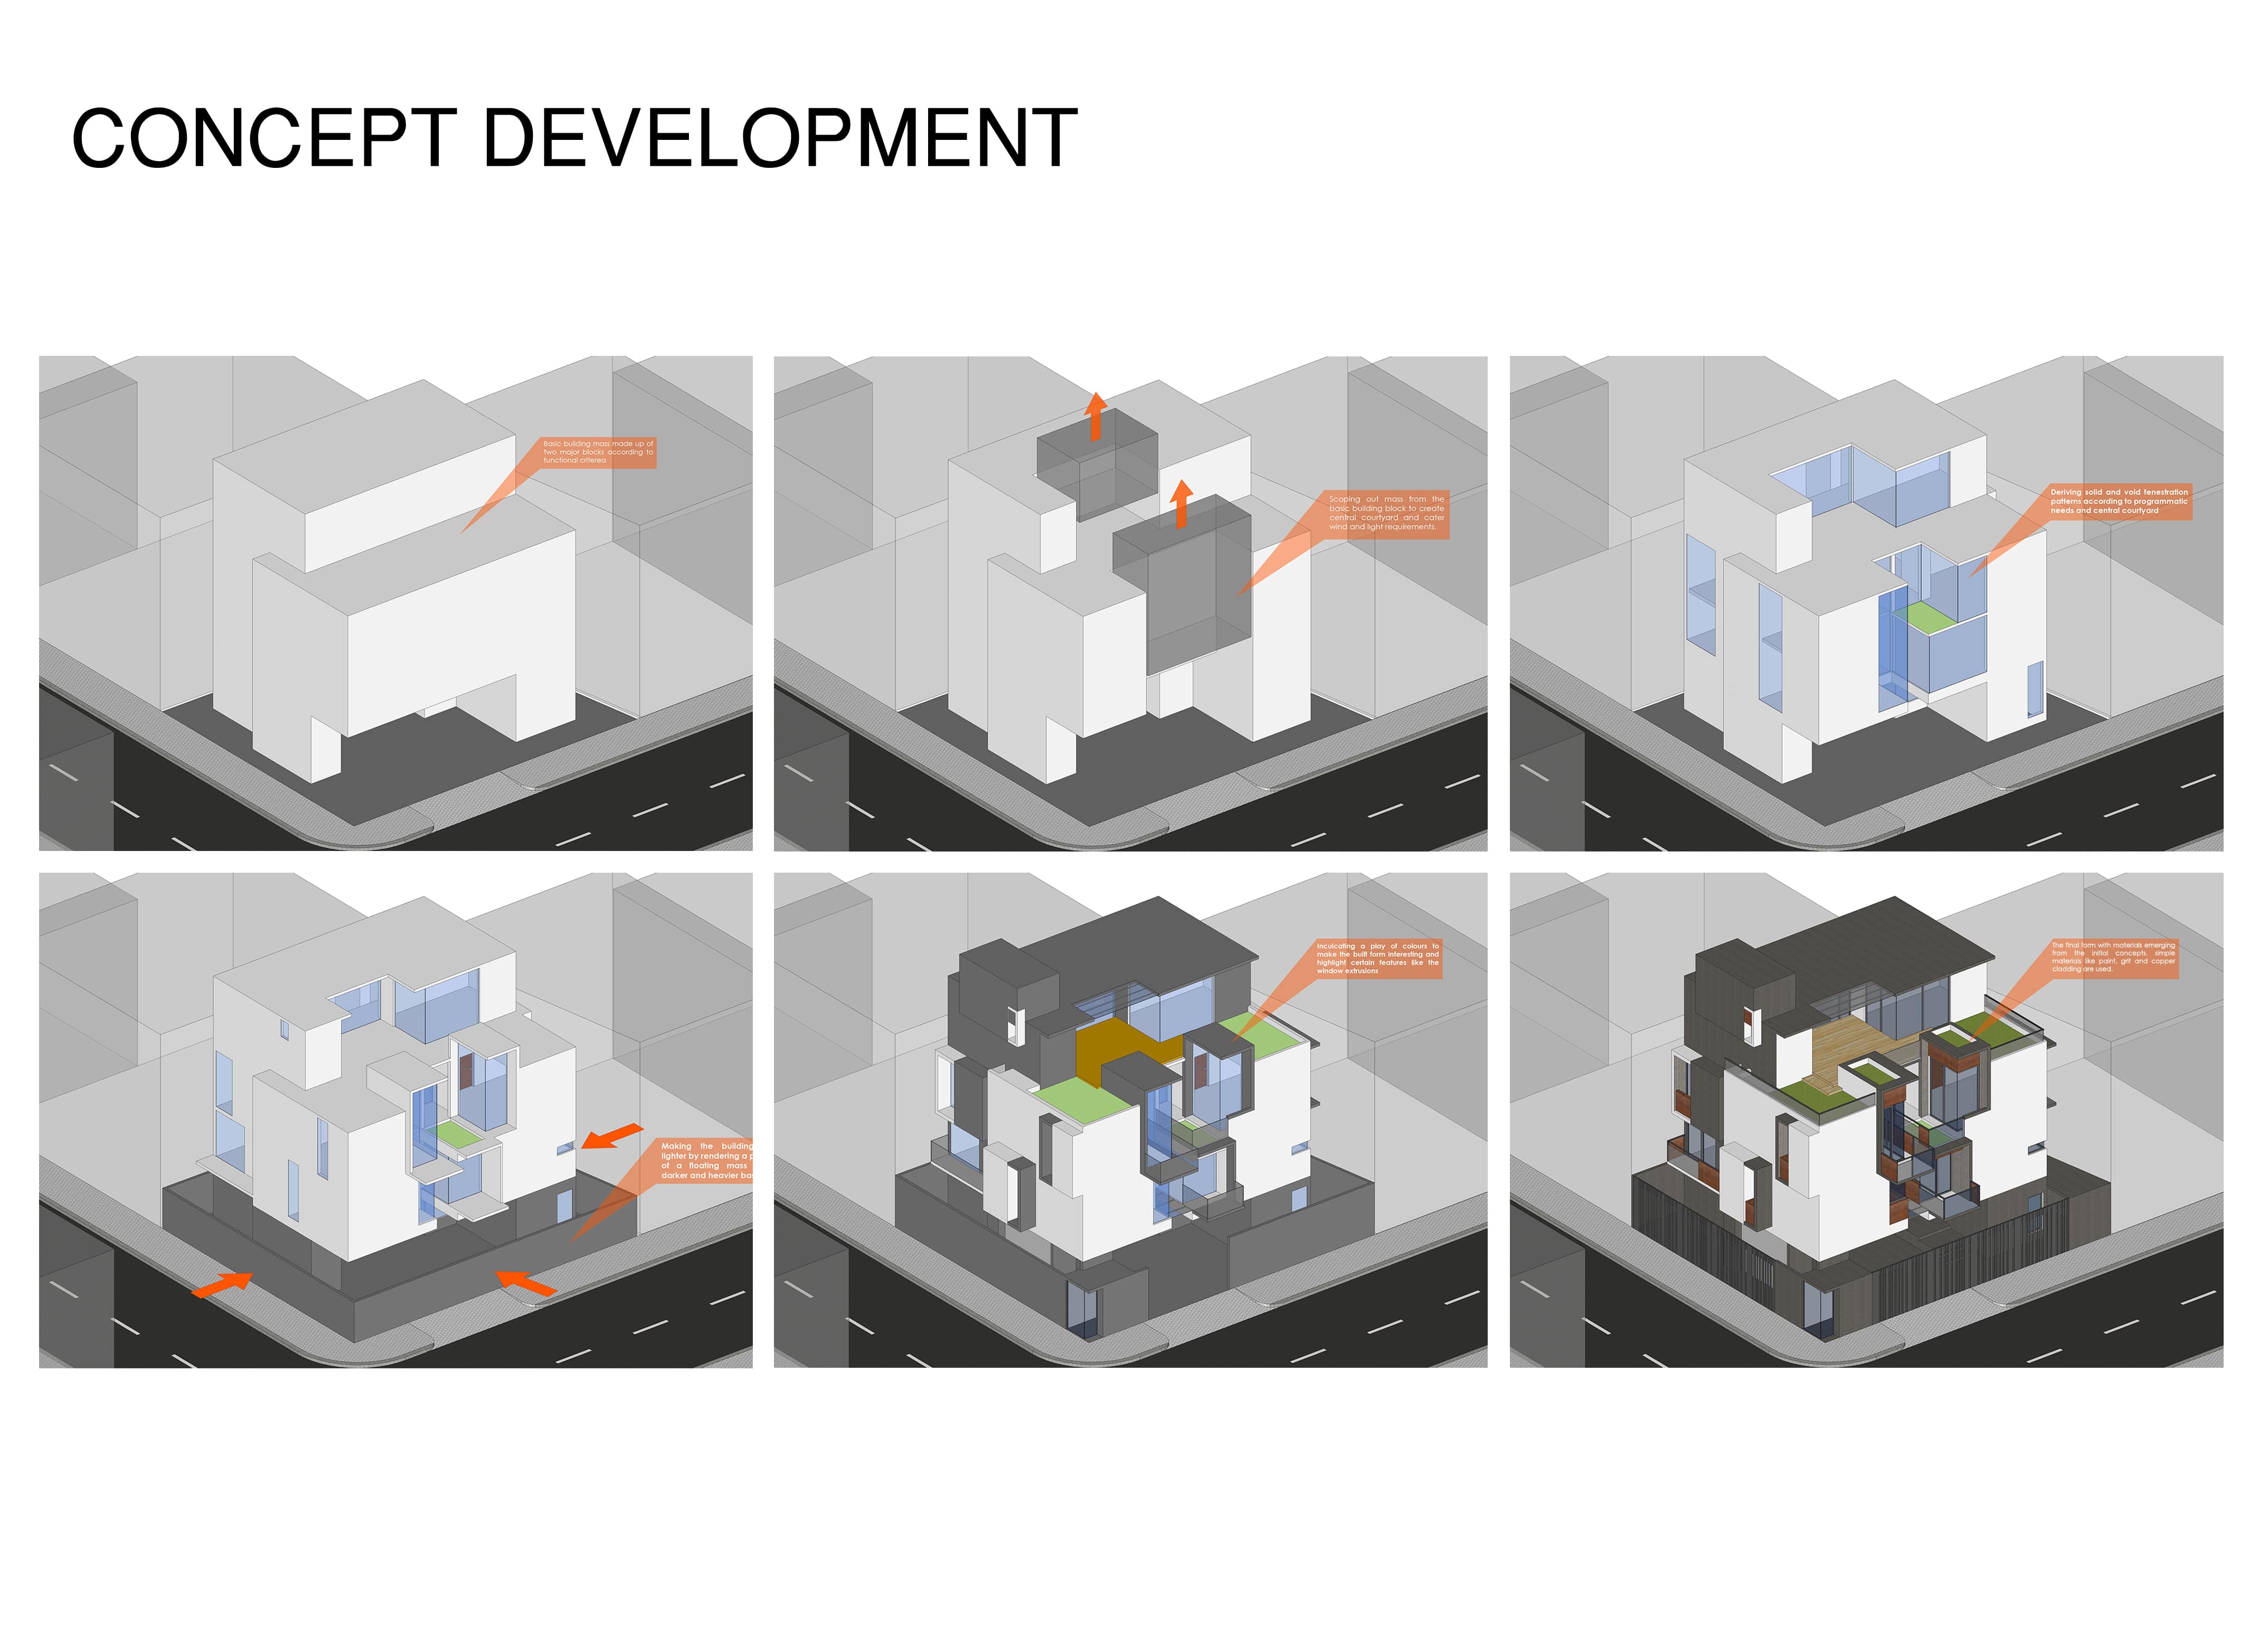 CONCEPT DEVELOPMENT
Basic building mass made up of
two major blocks according to
functional criterea
Scoping out mass from the
basic building block to create
central courtyard and cater
wind and light requirements.
Deriving solid and void fenestration
patterns according to programmatic
needs and central courtyard
Making the building
lighter by rendering a p
of a floating mass
darker and heavier bas
Inculcating a play of colours to
make the built form interesting and
highlight certain features like the
window extrusions
The final form with materials emerging
from the initial concepts, simple
materials like paint, grit and copper
cladding are used.